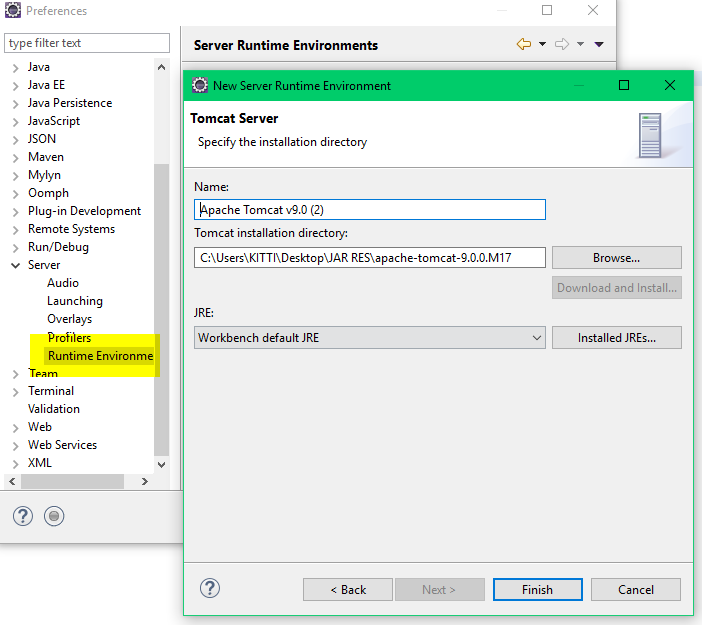 Preferences
type filter text
Java
Java EE
Java Persistence
JavaScript
JSON
Maven
Mylyn
Oomph
Plug-in Development
Remote Systems
Run/Debug
Server
Audio
Launching
Overlays
Profilers
Runtime Environme
Team
Terminal
Validation
Web
Web Services
XML
Server Runtime Environments
New Server Runtime Environment
Tomcat Server
Specify the installation directory
Name:
Apache Tomcat v9.0 (2)
Tomcat installation directory:
C:\Users\KITTI\Desktop\JAR RES\apache-tomcat-9.0.0.M17
Browse...
Download and Install...
JRE:
Workbench default JRE
Installed JREs...
?
?
< Back
Next >
Finish
Cancel